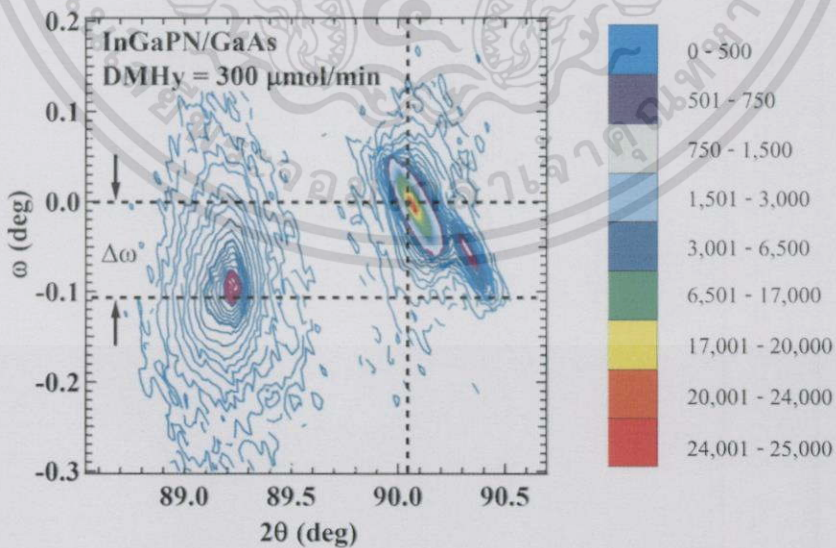 InGaPN/GaAs
DMHy = 300 μmol/min
0.2
0.1
0.0
-0.1
-0.2
-0.3
ω (deg)
Δω
89.0
89.5
90.0
90.5
2θ (deg)
0 - 500
501 - 750
750 - 1,500
1,501 - 3,000
3,001 - 6,500
6,501 - 17,000
17,001 - 20,000
20,001 - 24,000
24,001 - 25,000